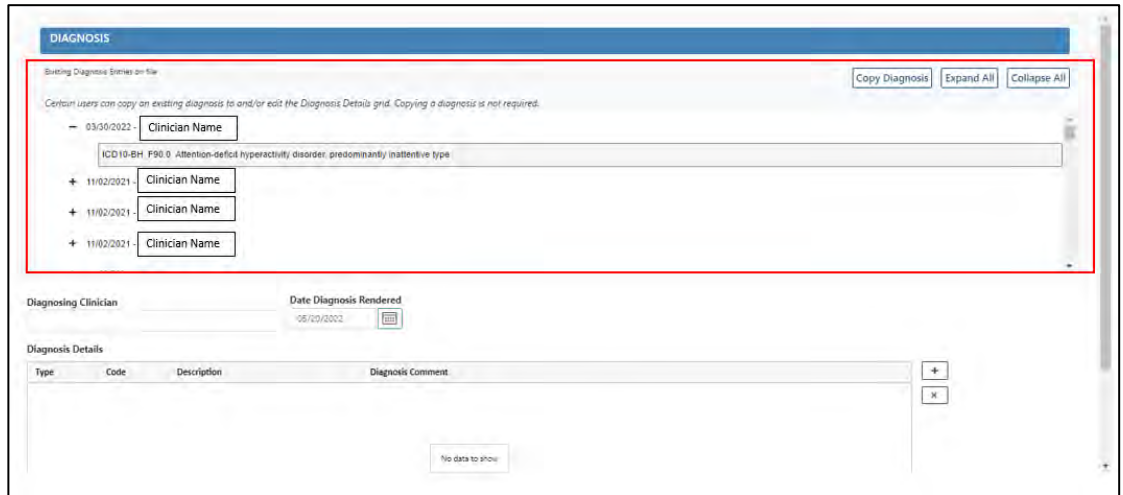 DIAGNOSIS
Existing Diagnosis Entries on file
Copy Diagnosis Expand All Collapse All
Certain users can copy an existing diagnosis to and/or edit the Diagnosis Details grid. Copying a diagnosis is not required.
− 03/30/2022 - Clinician Name
ICD10-BH F90.0 Attention-deficit hyperactivity disorder, predominantly inattentive type
+ 11/02/2021 - Clinician Name
+ 11/02/2021 - Clinician Name
+ 11/02/2021 - Clinician Name
Diagnosing Clinician Date Diagnosis Rendered
05/20/2022
Diagnosis Details
Type Code Description Diagnosis Comment
+
×
No data to show